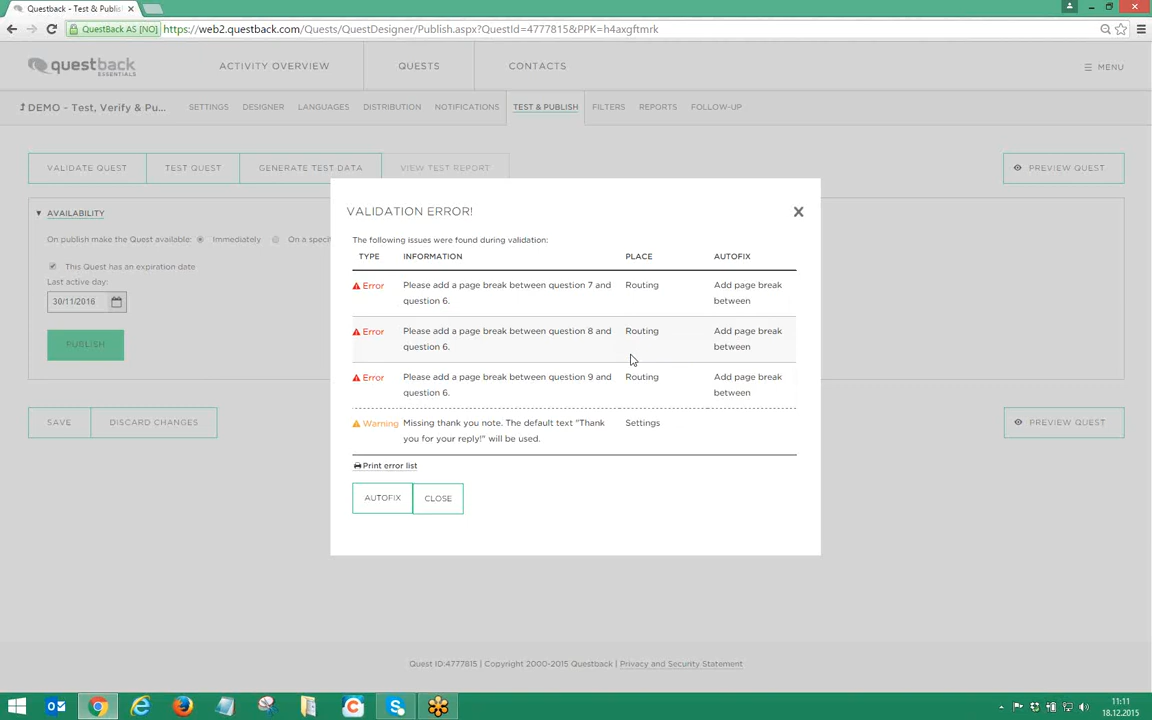 Questback - Test & Publis
QuestBack AS [NO] https://web2.questback.com/Quests/QuestDesigner/Publish.aspx?QuestId=4777815&PPK=h4axgftmrk
questback
ESSENTIALS
ACTIVITY OVERVIEW
QUESTS
CONTACTS
MENU
DEMO - Test, Verify & Pu...
SETTINGS
DESIGNER
LANGUAGES
DISTRIBUTION
NOTIFICATIONS
TEST & PUBLISH
FILTERS
REPORTS
FOLLOW-UP
VALIDATE QUEST
TEST QUEST
GENERATE TEST DATA
VIEW TEST REPORT
PREVIEW QUEST
AVAILABILITY
On publish make the Quest available:
Immediately
On a speci
This Quest has an expiration date
Last active day:
30/11/2016
PUBLISH
SAVE
DISCARD CHANGES
PREVIEW QUEST
VALIDATION ERROR!
The following issues were found during validation:
TYPE INFORMATION PLACE AUTOFIX
Error Please add a page break between question 7 and Routing Add page break
question 6. between
Error Please add a page break between question 8 and Routing Add page break
question 6. between
Error Please add a page break between question 9 and Routing Add page break
question 6. between
Warning Missing thank you note. The default text "Thank Settings
you for your reply!" will be used.
Print error list
AUTOFIX
CLOSE
Quest ID:4777815 | Copyright 2000-2015 Questback | Privacy and Security Statement
11:11
18.12.2015